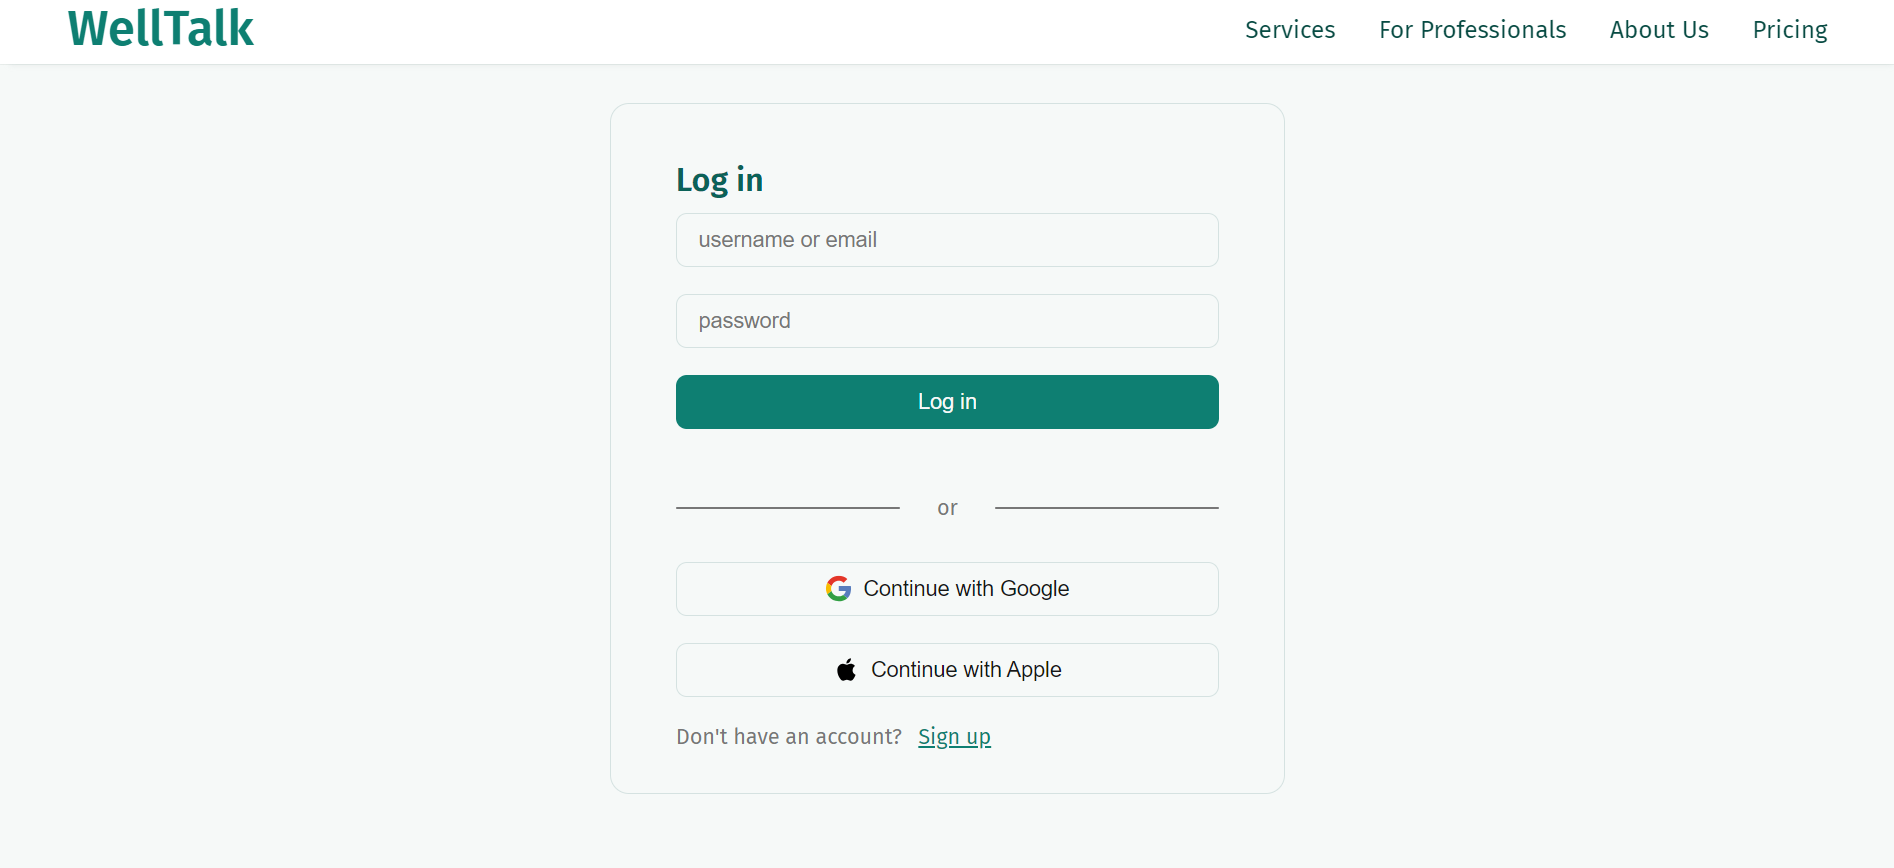 WellTalk
Services For Professionals About Us Pricing
Log in
username or email
password
Log in
or
Continue with Google
Continue with Apple
Don't have an account? Sign up